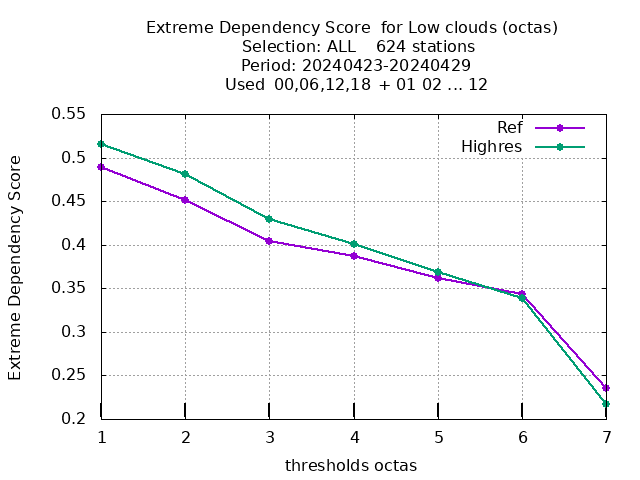 Extreme Dependency Score  for Low clouds (octas)
Selection: ALL    624 stations
Period: 20240423-20240429
Used  00,06,12,18  + 01 02 ... 12
Ref
Highres
Extreme Dependency Score
0.55
0.5
0.45
0.4
0.35
0.3
0.25
0.2
1 2 3 4 5 6 7
thresholds octas